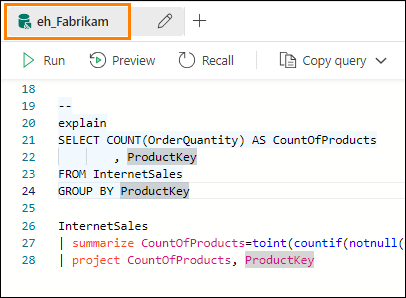 eh_Fabrikam
Run Preview Recall Copy query
18
19 --
20 explain
21 SELECT COUNT(OrderQuantity) AS CountOfProducts
22 , ProductKey
23 FROM InternetSales
24 GROUP BY ProductKey
25
26 InternetSales
27 | summarize CountOfProducts=toint(countif(notnull(
28 | project CountOfProducts, ProductKey